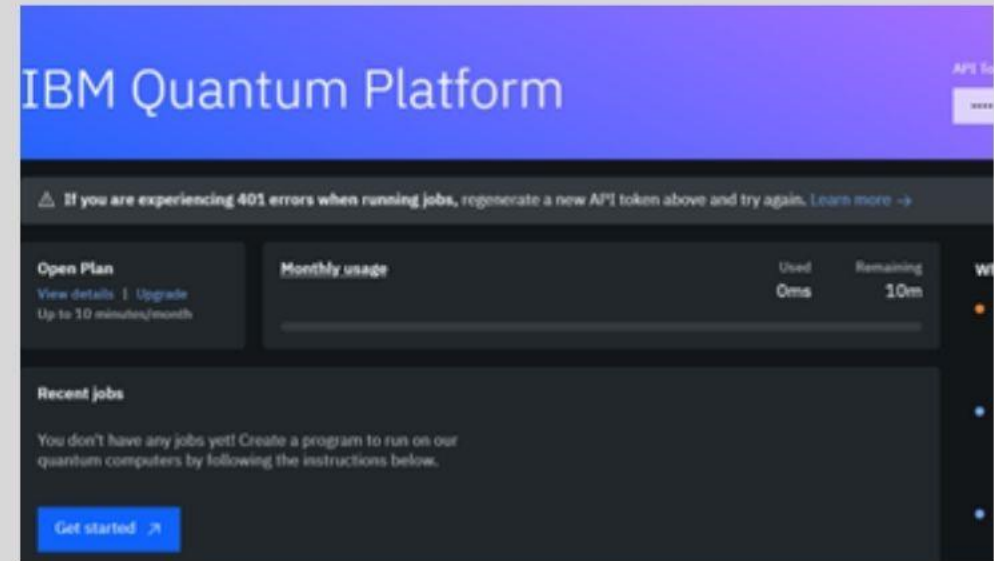 IBM Quantum Platform
API To
⚠ If you are experiencing 401 errors when running jobs, regenerate a new API token above and try again. Learn more →
Open Plan
View details | Upgrade
Up to 10 minutes/month
Monthly usage
Used
0ms
Remaining
10m
Recent jobs
You don't have any jobs yet! Create a program to run on our
quantum computers by following the instructions below.
Get started ↗